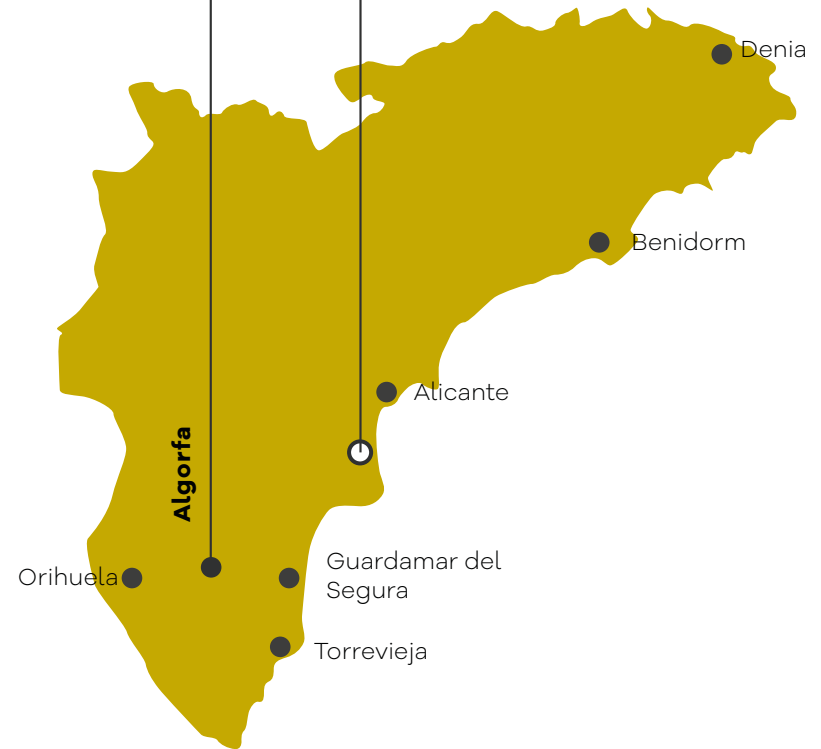 Denia
Benidorm
Alicante
Algorfa
Guardamar del
Segura
Orihuela
Torrevieja